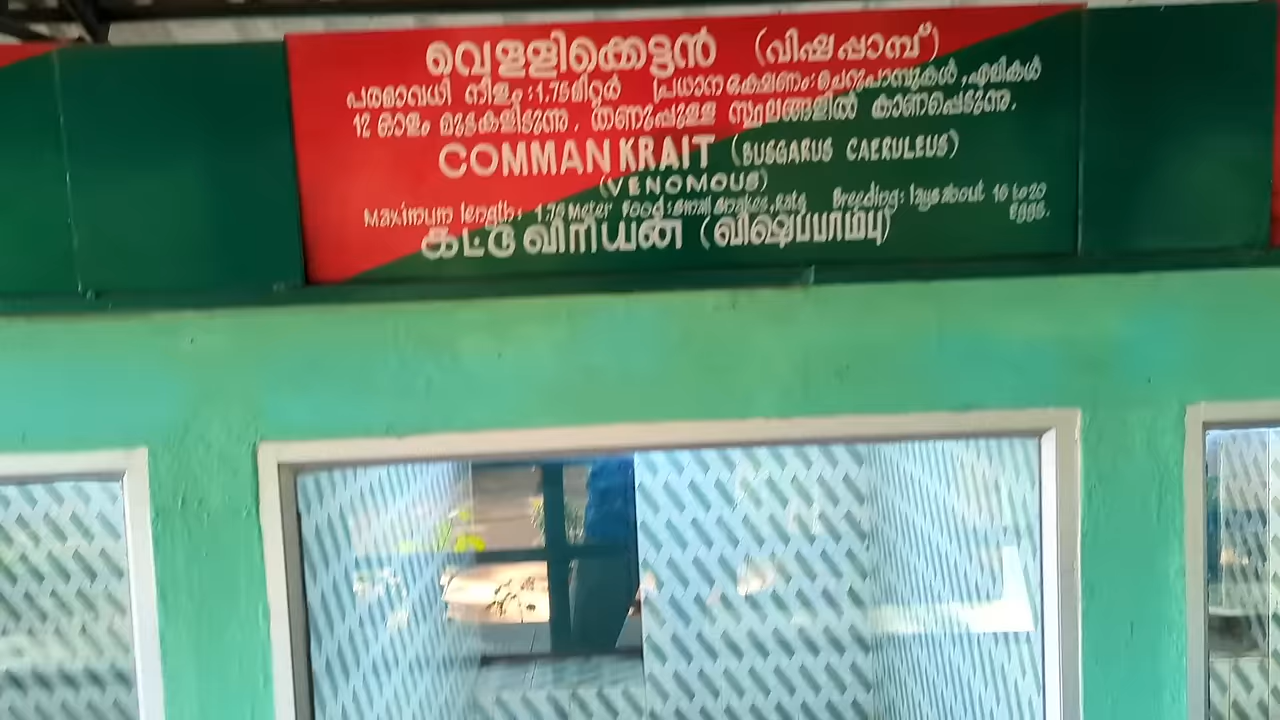 വെള്ളിക്കെട്ടൻ (വിഷപ്പാമ്പ്)
പരമാവധി നീളം :1.75മീറ്റർ പ്രധാന ഭക്ഷണം: ചെറുപാമ്പുകൾ, എലികൾ
12 ഓളം മുട്ടകളിടുന്നു. തണുപ്പുള്ള സ്ഥലങ്ങളിൽ കാണപ്പെടുന്നു.
COMMAN KRAIT (BUSGARUS CAERULEUS)
(VENOMOUS)
Maximum length: 1.75 Meter Food: Small Snakes, Rats Breeding: lays about 10 to 20
Eggs.
கட்டு விரியன் (விஷப்பாம்பு)